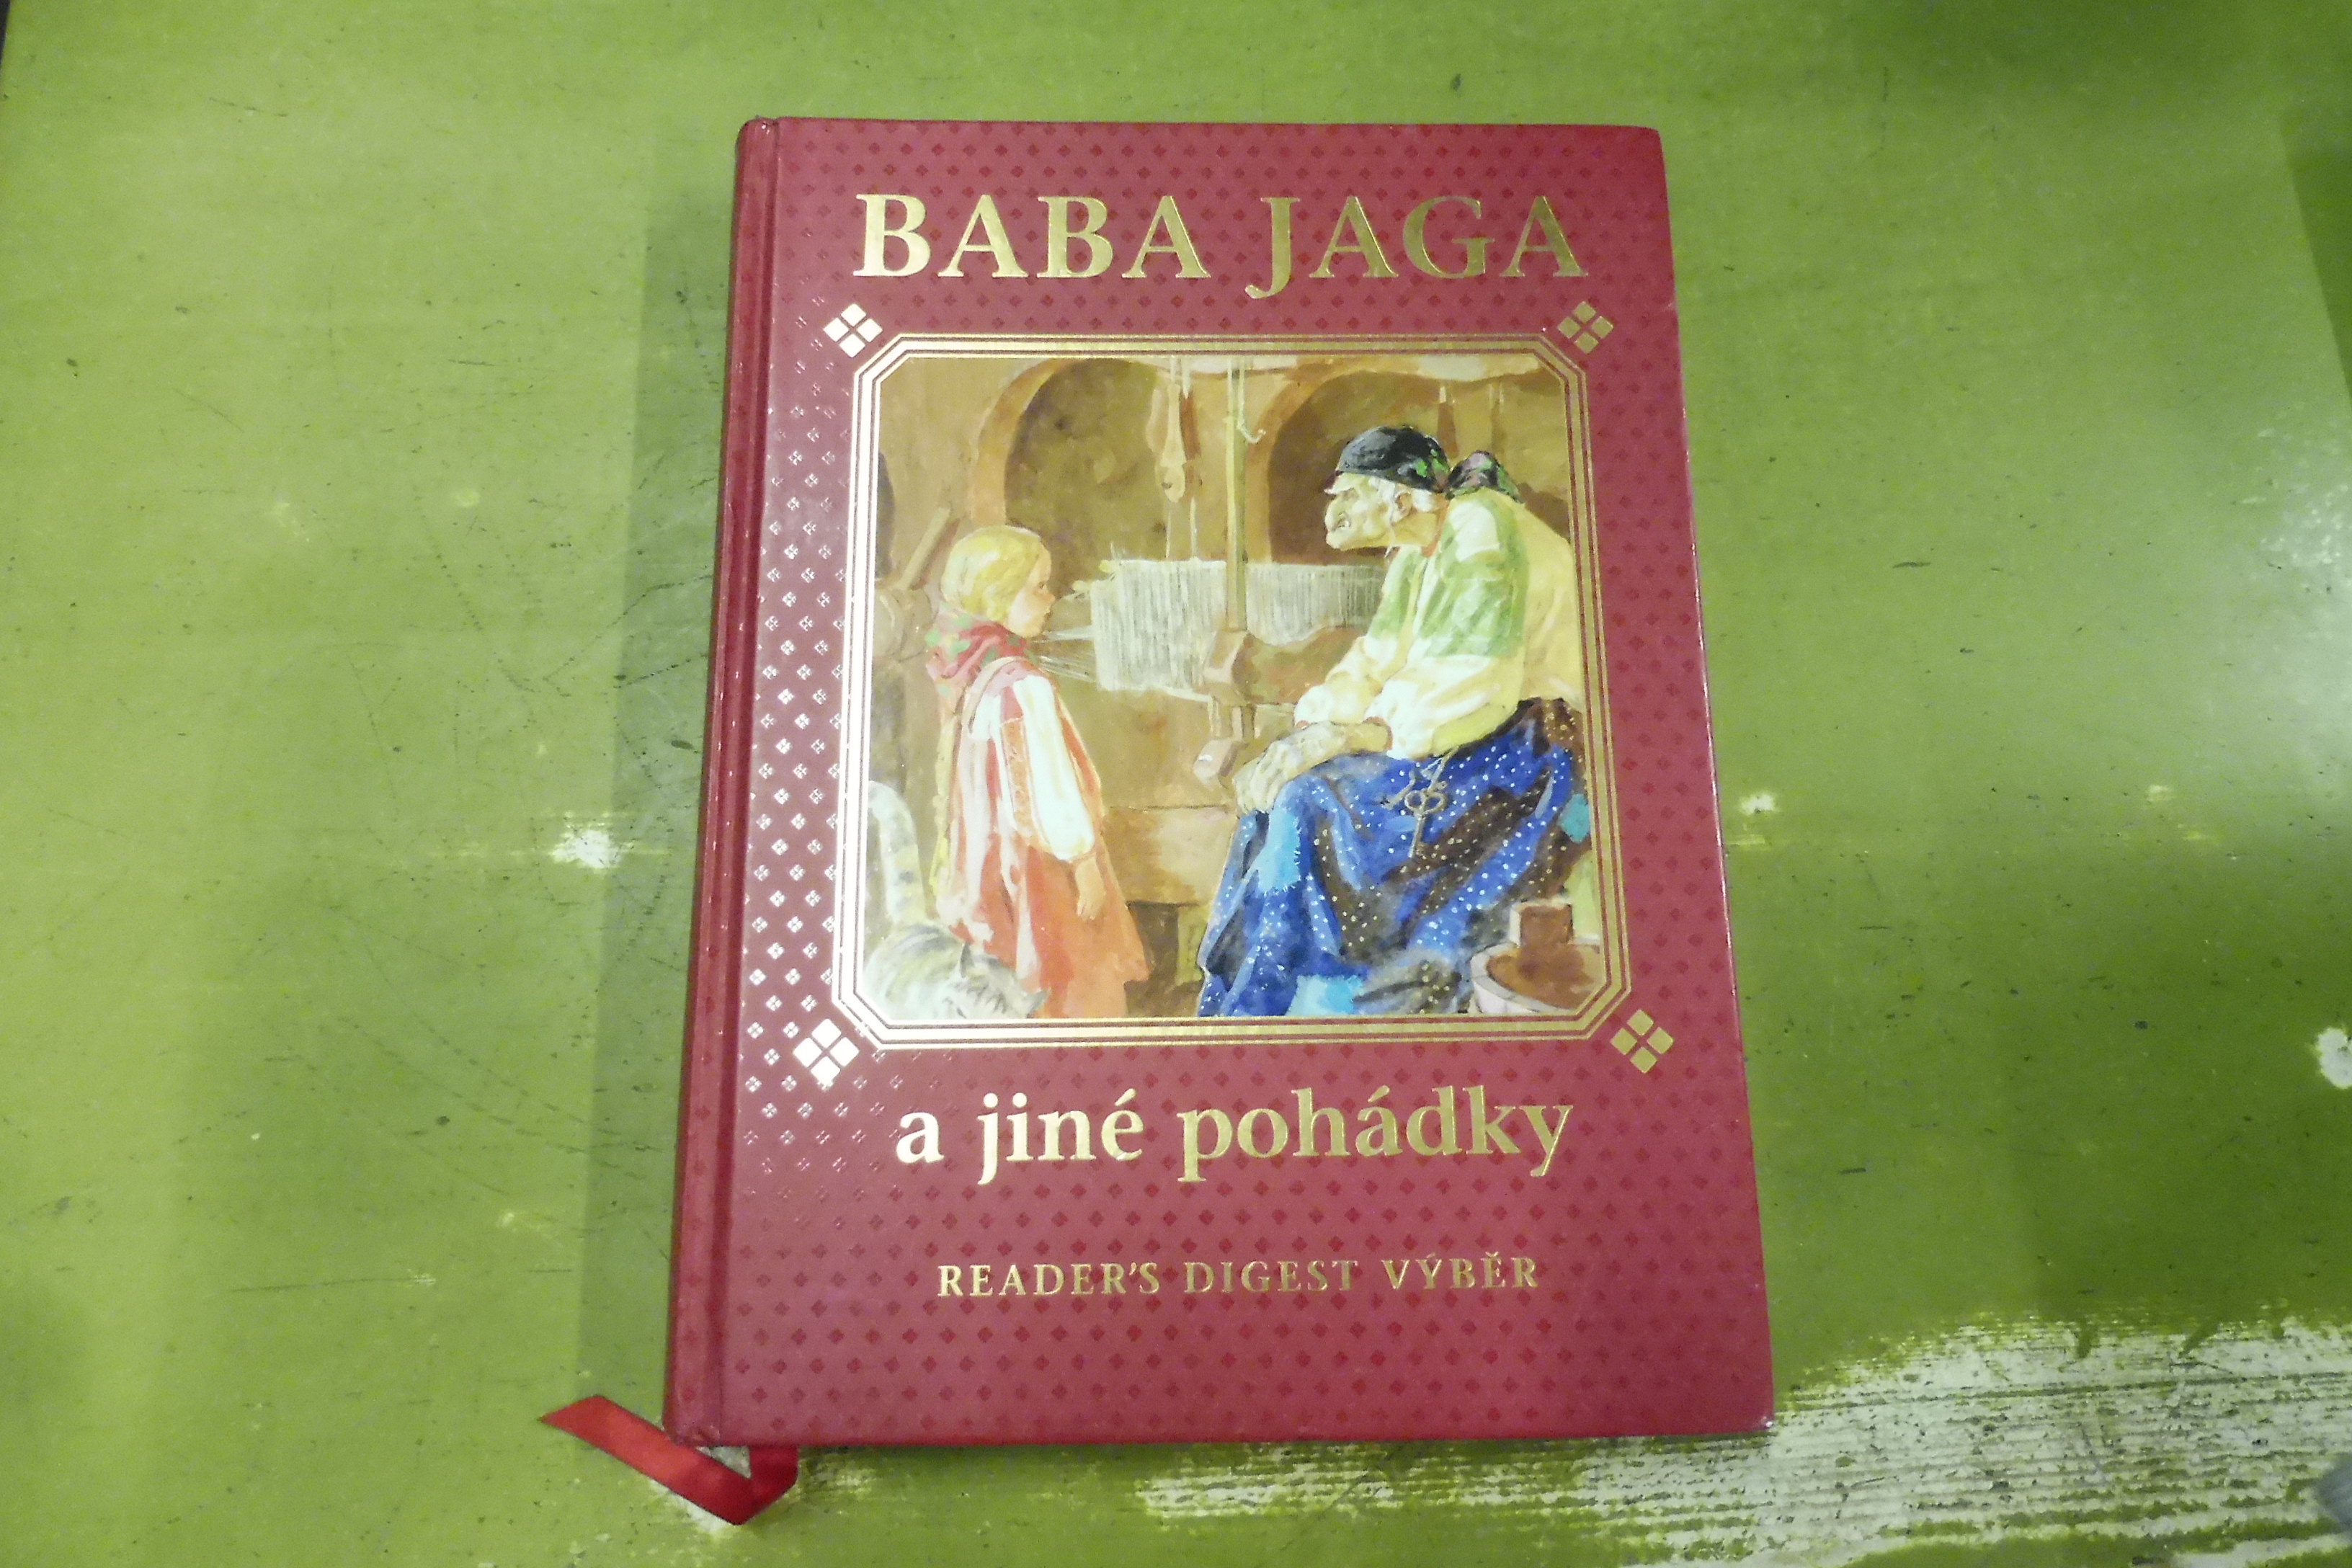 BABA JAGA
a jiné pohádky
READER'S DIGEST VÝBĚR